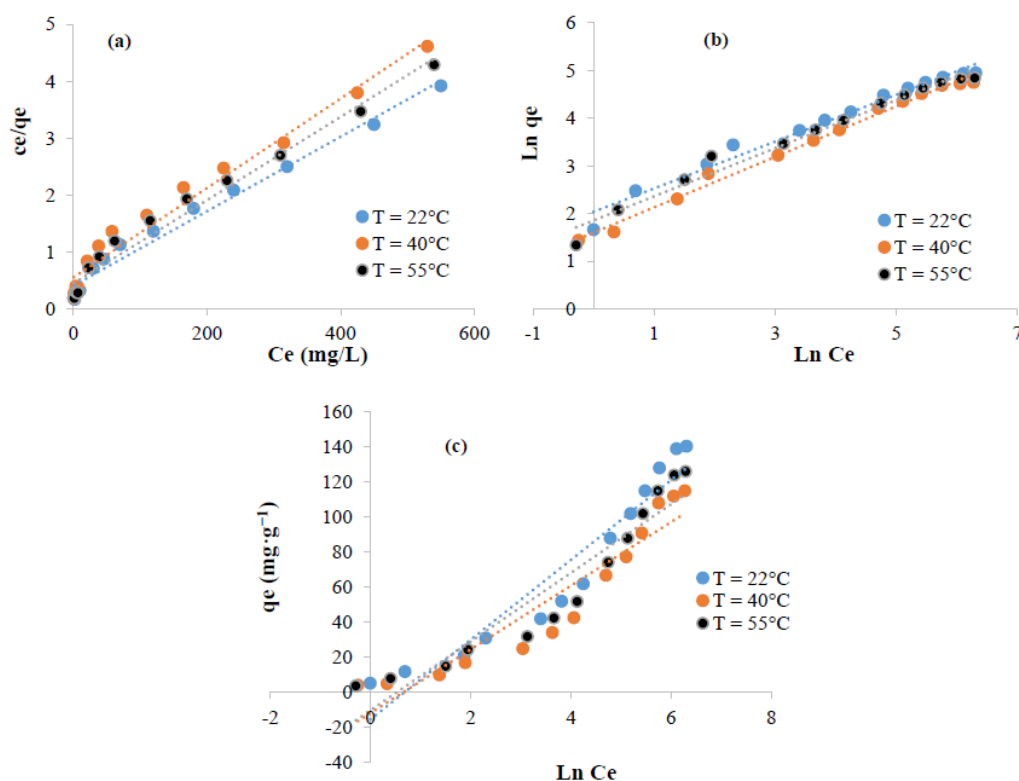 (a)
ce/qe
5
4
3
2
1
0
0
200
400
600
Ce (mg/L)
T = 22°C
T = 40°C
T = 55°C
(b)
Ln qe
6
5
4
3
2
1
0
-1
1
3
5
7
Ln Ce
T = 22°C
T = 40°C
T = 55°C
(c)
qe (mg·g⁻¹)
160
140
120
100
80
60
40
20
0
-20
-40
-2
0
2
4
6
8
Ln Ce
T = 22°C
T = 40°C
T = 55°C